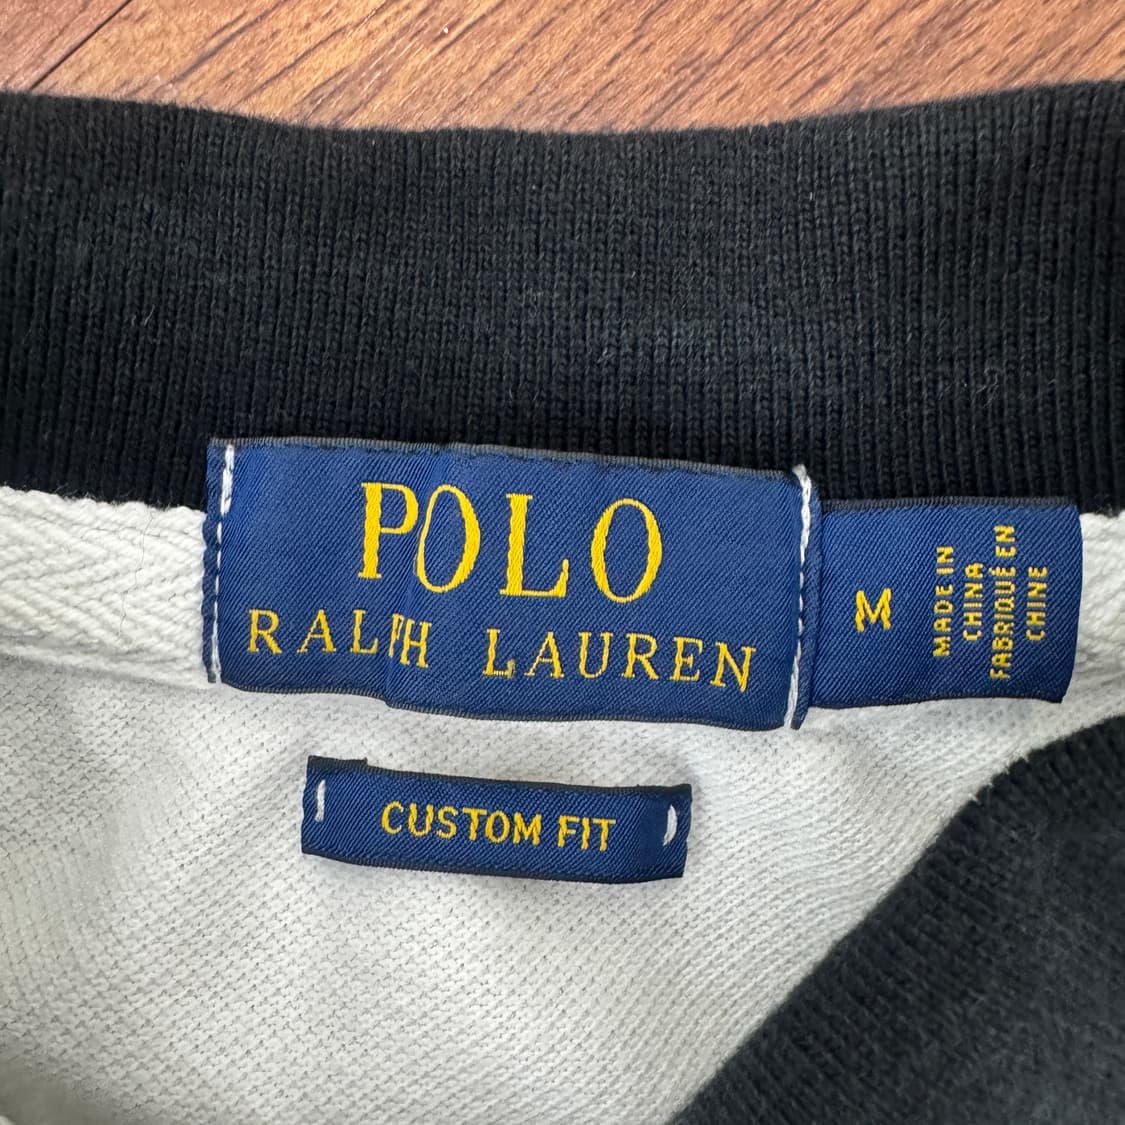 POLO
RALPH LAUREN
M
MADE IN
CHINA
FABRIQUÉ EN
CHINE
CUSTOM FIT